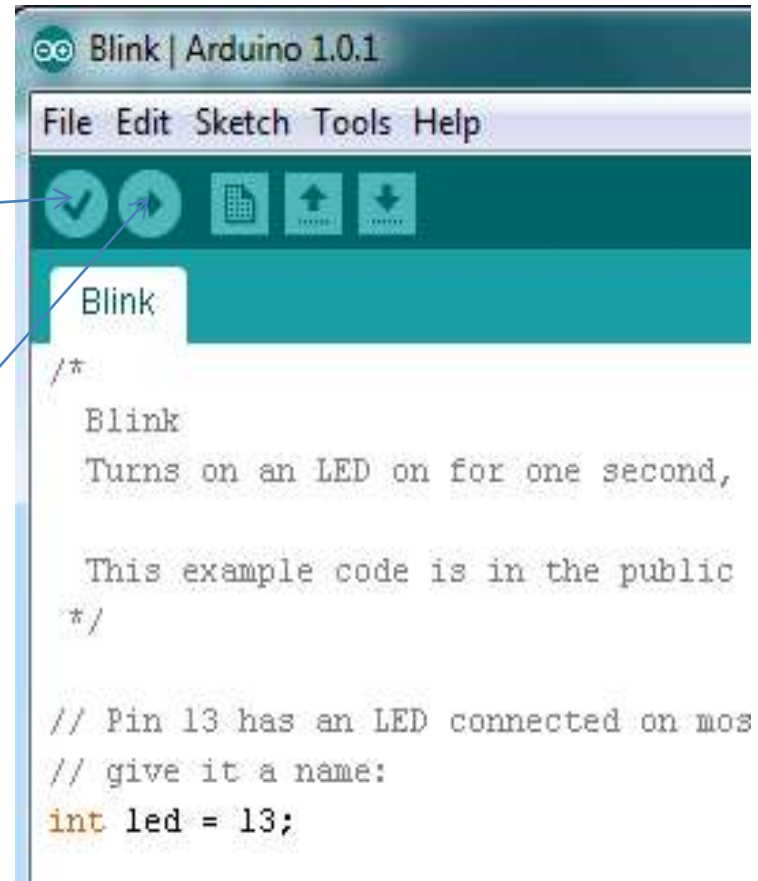 Blink | Arduino 1.0.1
File Edit Sketch Tools Help
Blink
/*
Blink
Turns on an LED on for one second,
This example code is in the public
*/
// Pin 13 has an LED connected on mos
// give it a name:
int led = 13;